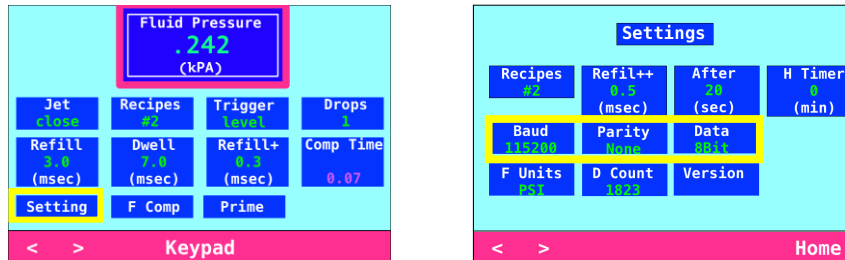 Fluid Pressure
.242
(kPA)
Jet Recipes Trigger Drops
close #2 level 1
Refill Dwell Refill+ Comp Time
3.0 7.0 0.3 0.07
(msec) (msec) (msec)
Setting F Comp Prime
< > Keypad
Settings
Recipes Refil++ After H Timer
#2 0.5 20 0
(msec) (sec) (min)
Baud Parity Data
115200 None 8Bit
F Units D Count Version
PSI 1823
< > Home